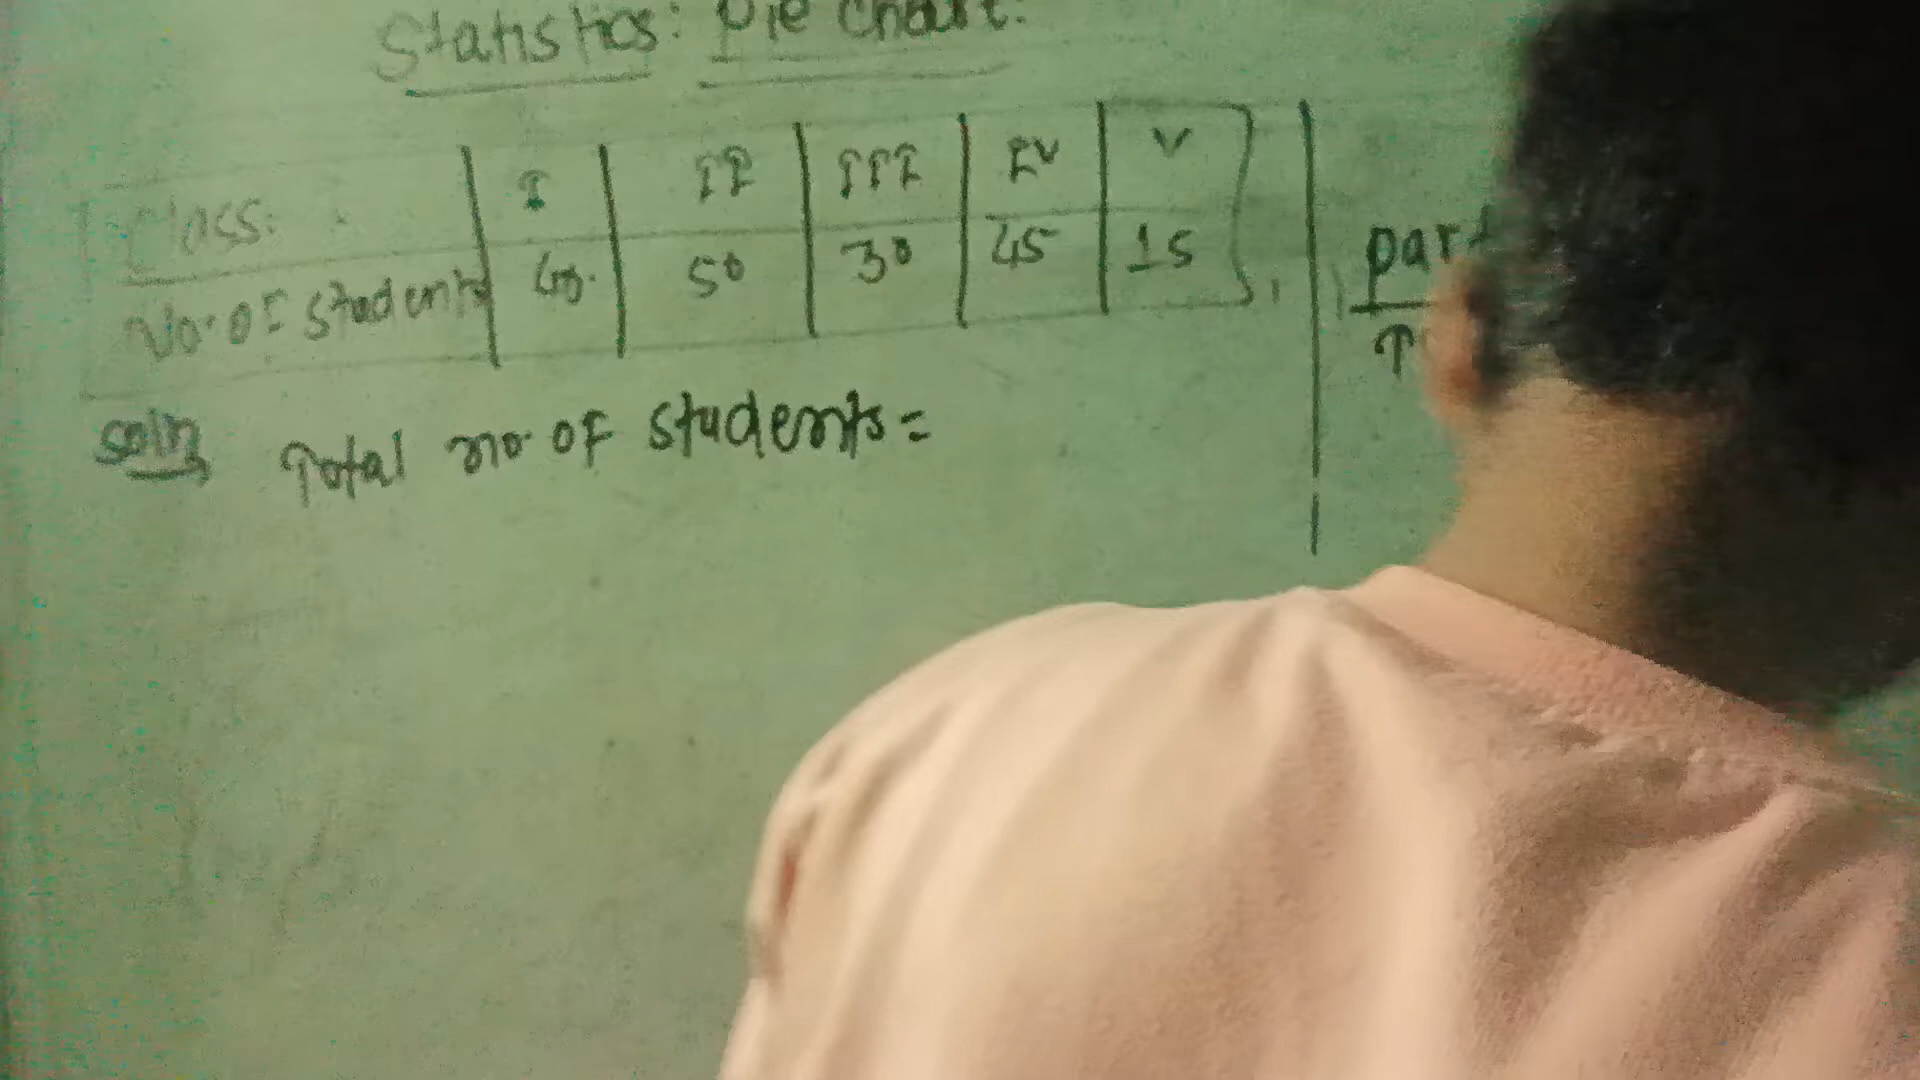 Statistics: Pie Chart:
Class: I II III IV V
No. of students 40. 50 30 45 15
Soln Total no. of students =
part
T